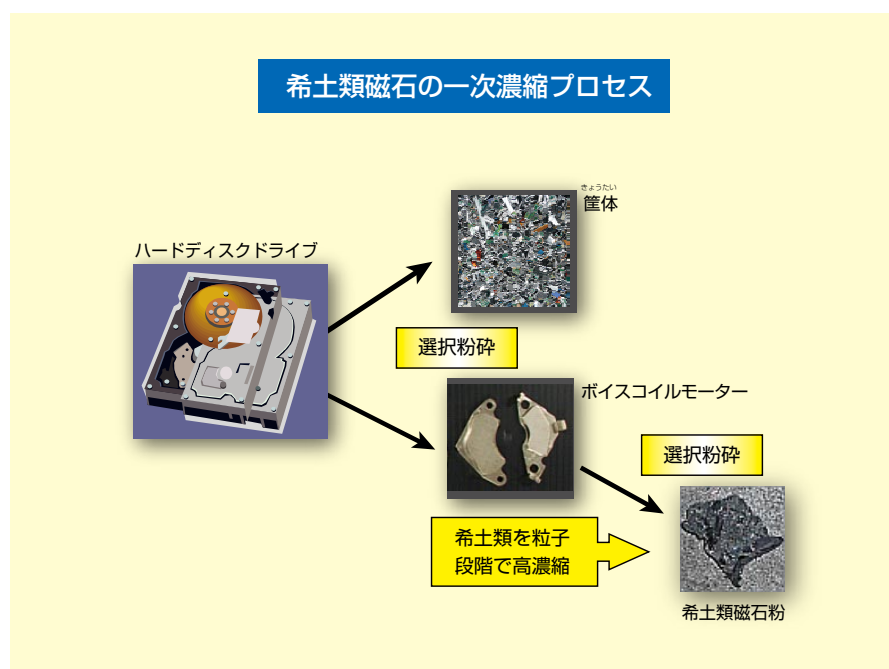 希土類磁石の一次濃縮プロセス
きょうたい
筐体
ハードディスクドライブ
選択粉砕
ボイスコイルモーター
選択粉砕
希土類を粒子
段階で高濃縮
希土類磁石粉